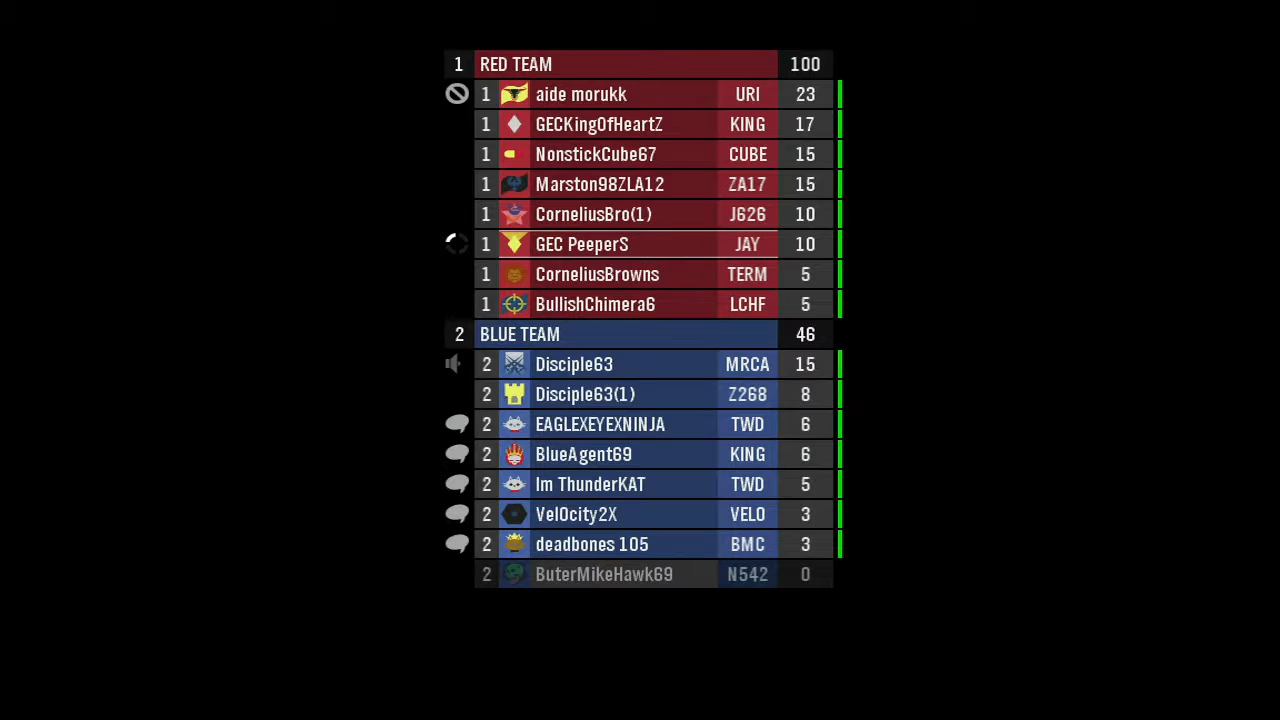 1 RED TEAM 100
1 aide morukk URI 23
1 GECKingOfHeartZ KING 17
1 NonstickCube67 CUBE 15
1 Marston98ZLA12 ZA17 15
1 CorneliusBro(1) J626 10
1 GEC PeeperS JAY 10
1 CorneliusBrowns TERM 5
1 BullishChimera6 LCHF 5
2 BLUE TEAM 46
2 Disciple63 MRCA 15
2 Disciple63(1) Z268 8
2 EAGLEXEYEXNINJA TWD 6
2 BlueAgent69 KING 6
2 Im ThunderKAT TWD 5
2 VelOcity2X VELO 3
2 deadbones 105 BMC 3
2 ButerMikeHawk69 N542 0